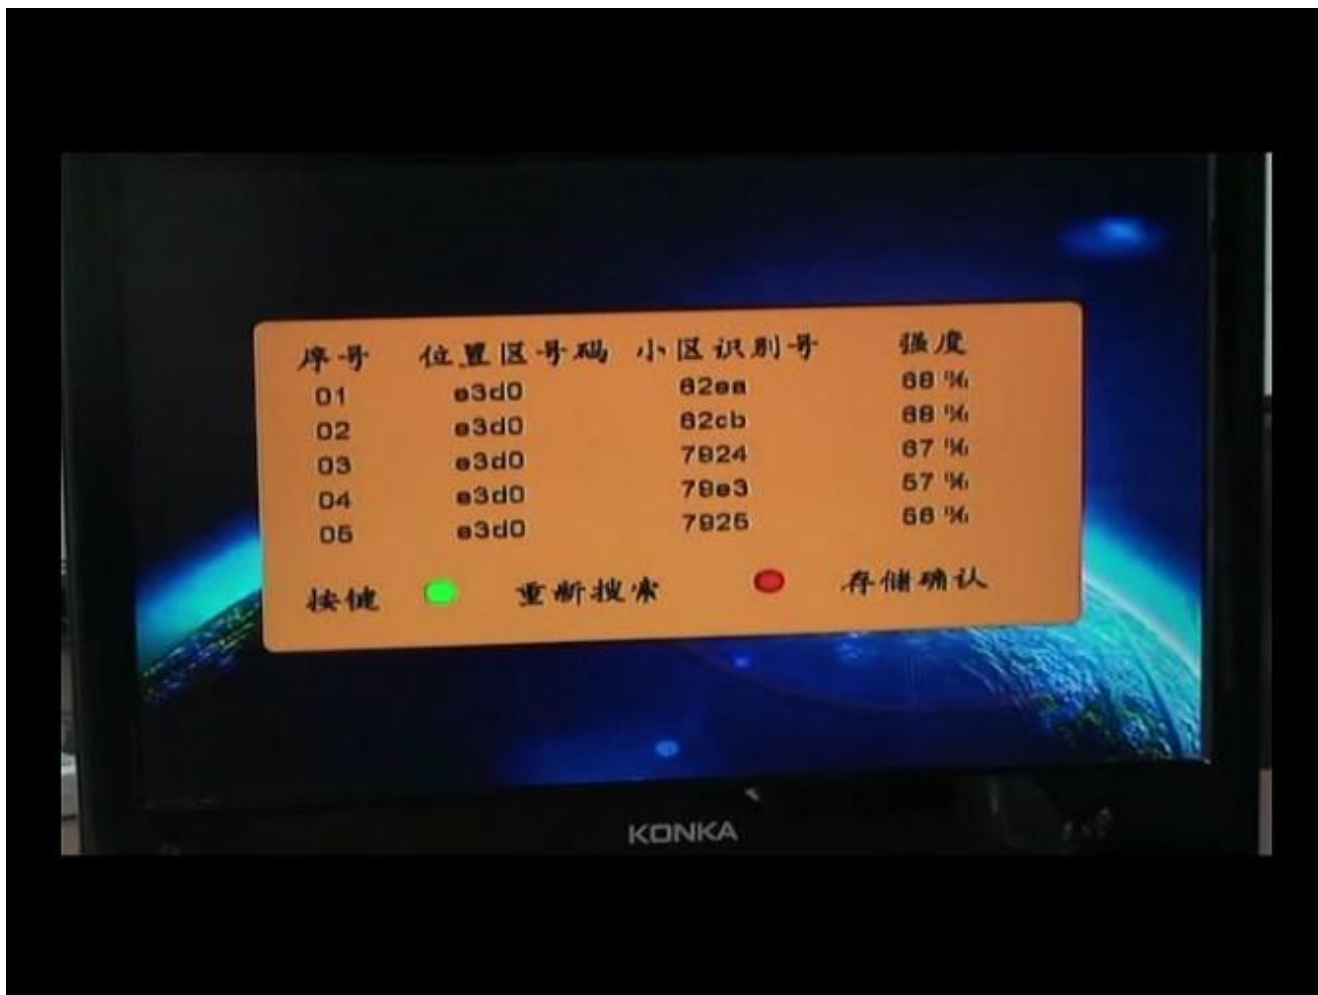 序号 位置区号码 小区识别号 强度
01 e3d0 62ea 68%
02 e3d0 62cb 68%
03 e3d0 7924 67%
04 e3d0 79e3 57%
05 e3d0 7925 56%
按键 重新搜索 存储确认
KONKA